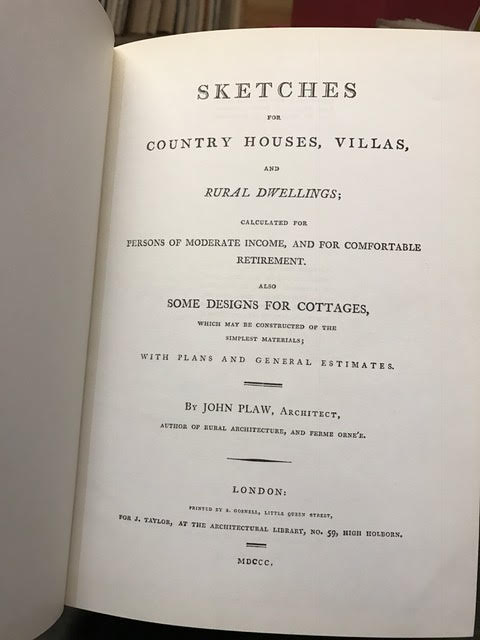 SKETCHES
FOR
COUNTRY HOUSES, VILLAS,
AND
RURAL DWELLINGS;
CALCULATED FOR
PERSONS OF MODERATE INCOME, AND FOR COMFORTABLE
RETIREMENT.
ALSO
SOME DESIGNS FOR COTTAGES,
WHICH MAY BE CONSTRUCTED OF THE
SIMPLEST MATERIALS;
WITH PLANS AND GENERAL ESTIMATES.
BY JOHN PLAW, ARCHITECT,
AUTHOR OF RURAL ARCHITECTURE, AND FERME ORNE'E.
LONDON:
PRINTED BY S. GOSNELL, LITTLE QUEEN STREET,
FOR J. TAYLOR, AT THE ARCHITECTURAL LIBRARY, NO. 59, HIGH HOLBORN.
MDCCC.